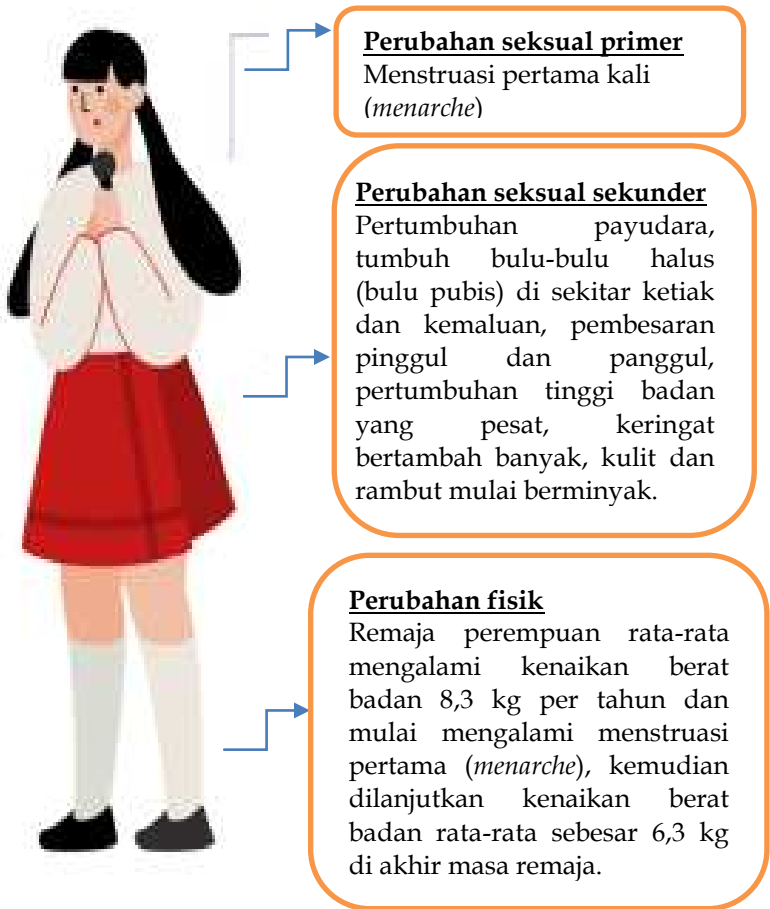 Perubahan seksual primer
Menstruasi pertama kali
(menarche)
Perubahan seksual sekunder
Pertumbuhan payudara,
tumbuh bulu-bulu halus
(bulu pubis) di sekitar ketiak
dan kemaluan, pembesaran
pinggul dan panggul,
pertumbuhan tinggi badan
yang pesat, keringat
bertambah banyak, kulit dan
rambut mulai berminyak.
Perubahan fisik
Remaja perempuan rata-rata
mengalami kenaikan berat
badan 8,3 kg per tahun dan
mulai mengalami menstruasi
pertama (menarche), kemudian
dilanjutkan kenaikan berat
badan rata-rata sebesar 6,3 kg
di akhir masa remaja.